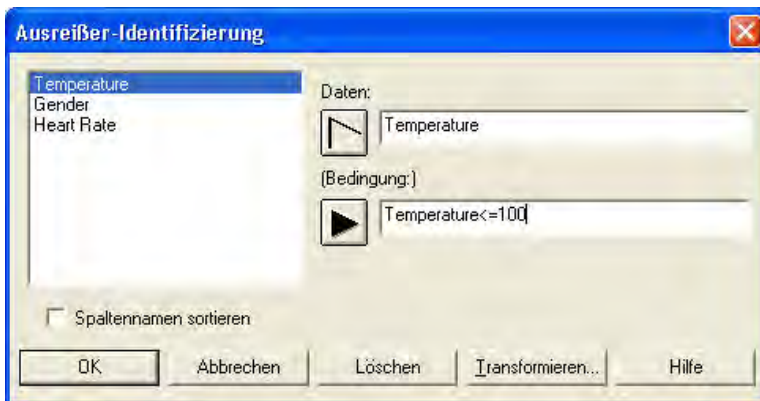 Ausreißer-Identifizierung
Temperature
Gender
Heart Rate
Daten:
Temperature
(Bedingung:)
Temperature<=100
Spaltennamen sortieren
OK
Abbrechen
Löschen
Transformieren...
Hilfe